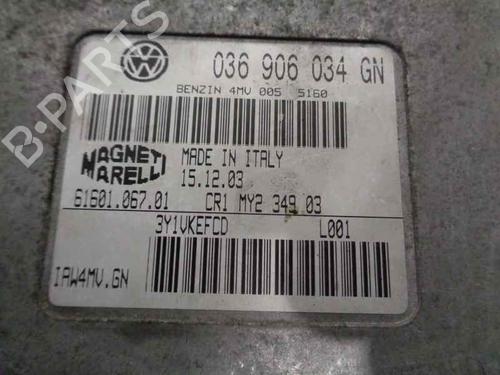 036 906 034 GN
BENZIN 4MV 005 5160
MAGNETI MARELLI
MADE IN ITALY
15.12.03
61601.067.01 CR1 MY2 349 03
3Y1VKEFCD L001
IAW4MV.GN
B-PARTS